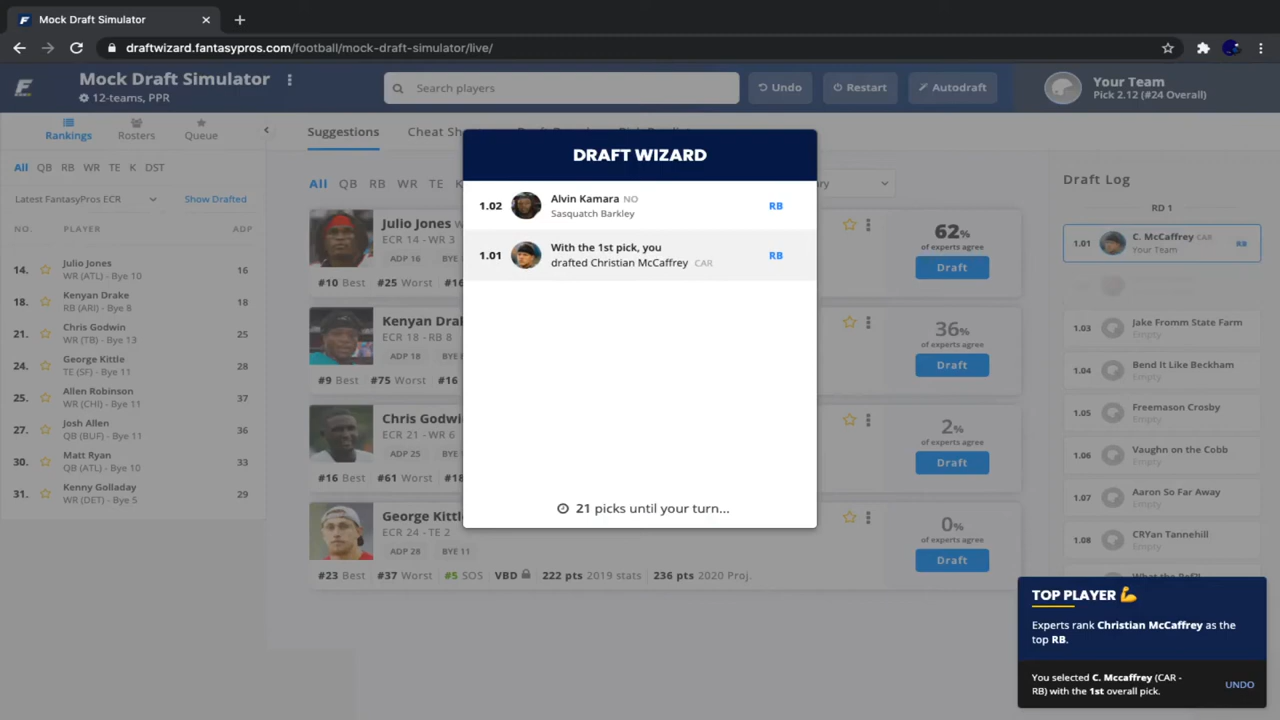 Mock Draft Simulator
draftwizard.fantasypros.com/football/mock-draft-simulator/live/
Mock Draft Simulator
12-teams, PPR
Search players
Undo
Restart
Autodraft
Your Team
Pick 2.12 (#24 Overall)
Rankings
Rosters
Queue
All QB RB WR TE K DST
Latest FantasyPros ECR
Show Drafted
NO. PLAYER ADP
14. Julio Jones 16
WR (ATL) - Bye 10
18. Kenyan Drake 18
RB (ARI) - Bye 8
21. Chris Godwin 25
WR (TB) - Bye 13
24. George Kittle 28
TE (SF) - Bye 11
25. Allen Robinson 37
WR (CHI) - Bye 11
27. Josh Allen 36
QB (BUF) - Bye 11
30. Matt Ryan 33
QB (ATL) - Bye 10
31. Kenny Golladay 29
WR (DET) - Bye 5
Suggestions
Cheat Sh
All QB RB WR TE K
Julio Jones W
ECR 14 - WR 3
ADP 16 BYE
#10 Best #25 Worst #16
62%
of experts agree
Draft
Kenyan Dra
ECR 18 - RB 8
ADP 18 BYE
#9 Best #75 Worst #16
36%
of experts agree
Draft
Chris Godwi
ECR 21 - WR 6
ADP 25 BYE
#16 Best #61 Worst #18
2%
of experts agree
Draft
George Kittl
ECR 24 - TE 2
ADP 28 BYE 11
#23 Best #37 Worst #5 SOS VBD 222 pts 2019 stats 236 pts 2020 Proj.
0%
of experts agree
Draft
DRAFT WIZARD
1.02 Alvin Kamara NO RB
Sasquatch Barkley
1.01 With the 1st pick, you RB
drafted Christian McCaffrey CAR
21 picks until your turn...
Draft Log
RD 1
1.01 C. McCaffrey CAR RB
Your Team
1.03 Jake Fromm State Farm
Empty
1.04 Bend It Like Beckham
Empty
1.05 Freemason Crosby
Empty
1.06 Vaughn on the Cobb
Empty
1.07 Aaron So Far Away
Empty
1.08 CRYan Tannehill
Empty
TOP PLAYER 💪
Experts rank Christian McCaffrey as the
top RB.
You selected C. Mccaffrey (CAR -
RB) with the 1st overall pick.
UNDO